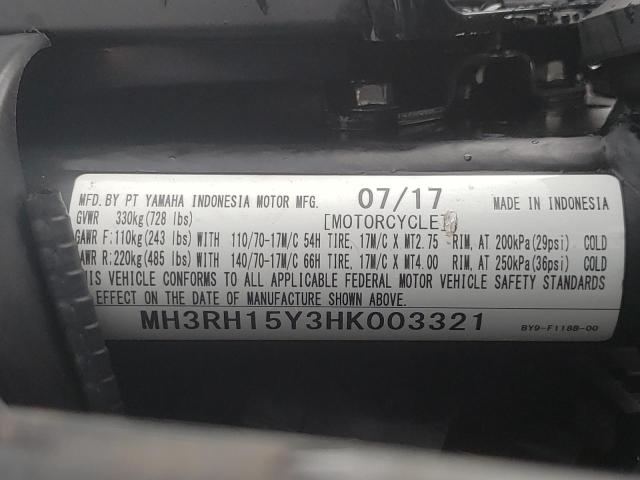 MFD. BY PT YAMAHA INDONESIA MOTOR MFG. 07/17 MADE IN INDONESIA
GVWR 330kg(728 lbs) [MOTORCYCLE]
GAWR F:110kg(243 lbs) WITH 110/70-17M/C 54H TIRE, 17M/C X MT2.75 RIM, AT 200kPa(29psi) COLD
AWR R:220kg(485 lbs) WITH 140/70-17M/C 66H TIRE, 17M/C X MT4.00 RIM, AT 250kPa(36psi) COLD
HIS VEHICLE CONFORMS TO ALL APPLICABLE FEDERAL MOTOR VEHICLE SAFETY STANDARDS
EFFECT ON THE DATE OF MANUFACTURE SHOWN ABOVE.
MH3RH15Y3HK003321 BY9-F118B-00